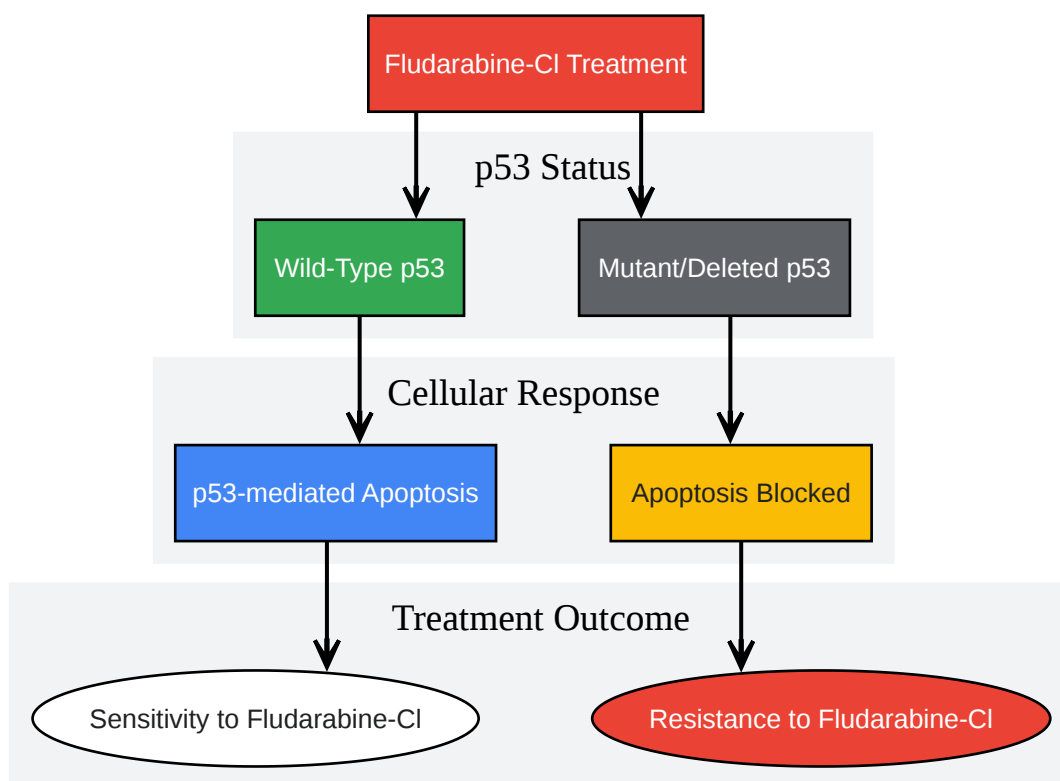 Fludarabine-Cl Treatment
p53 Status
Wild-Type p53
Mutant/Deleted p53
Cellular Response
p53-mediated Apoptosis
Apoptosis Blocked
Treatment Outcome
Sensitivity to Fludarabine-Cl
Resistance to Fludarabine-Cl